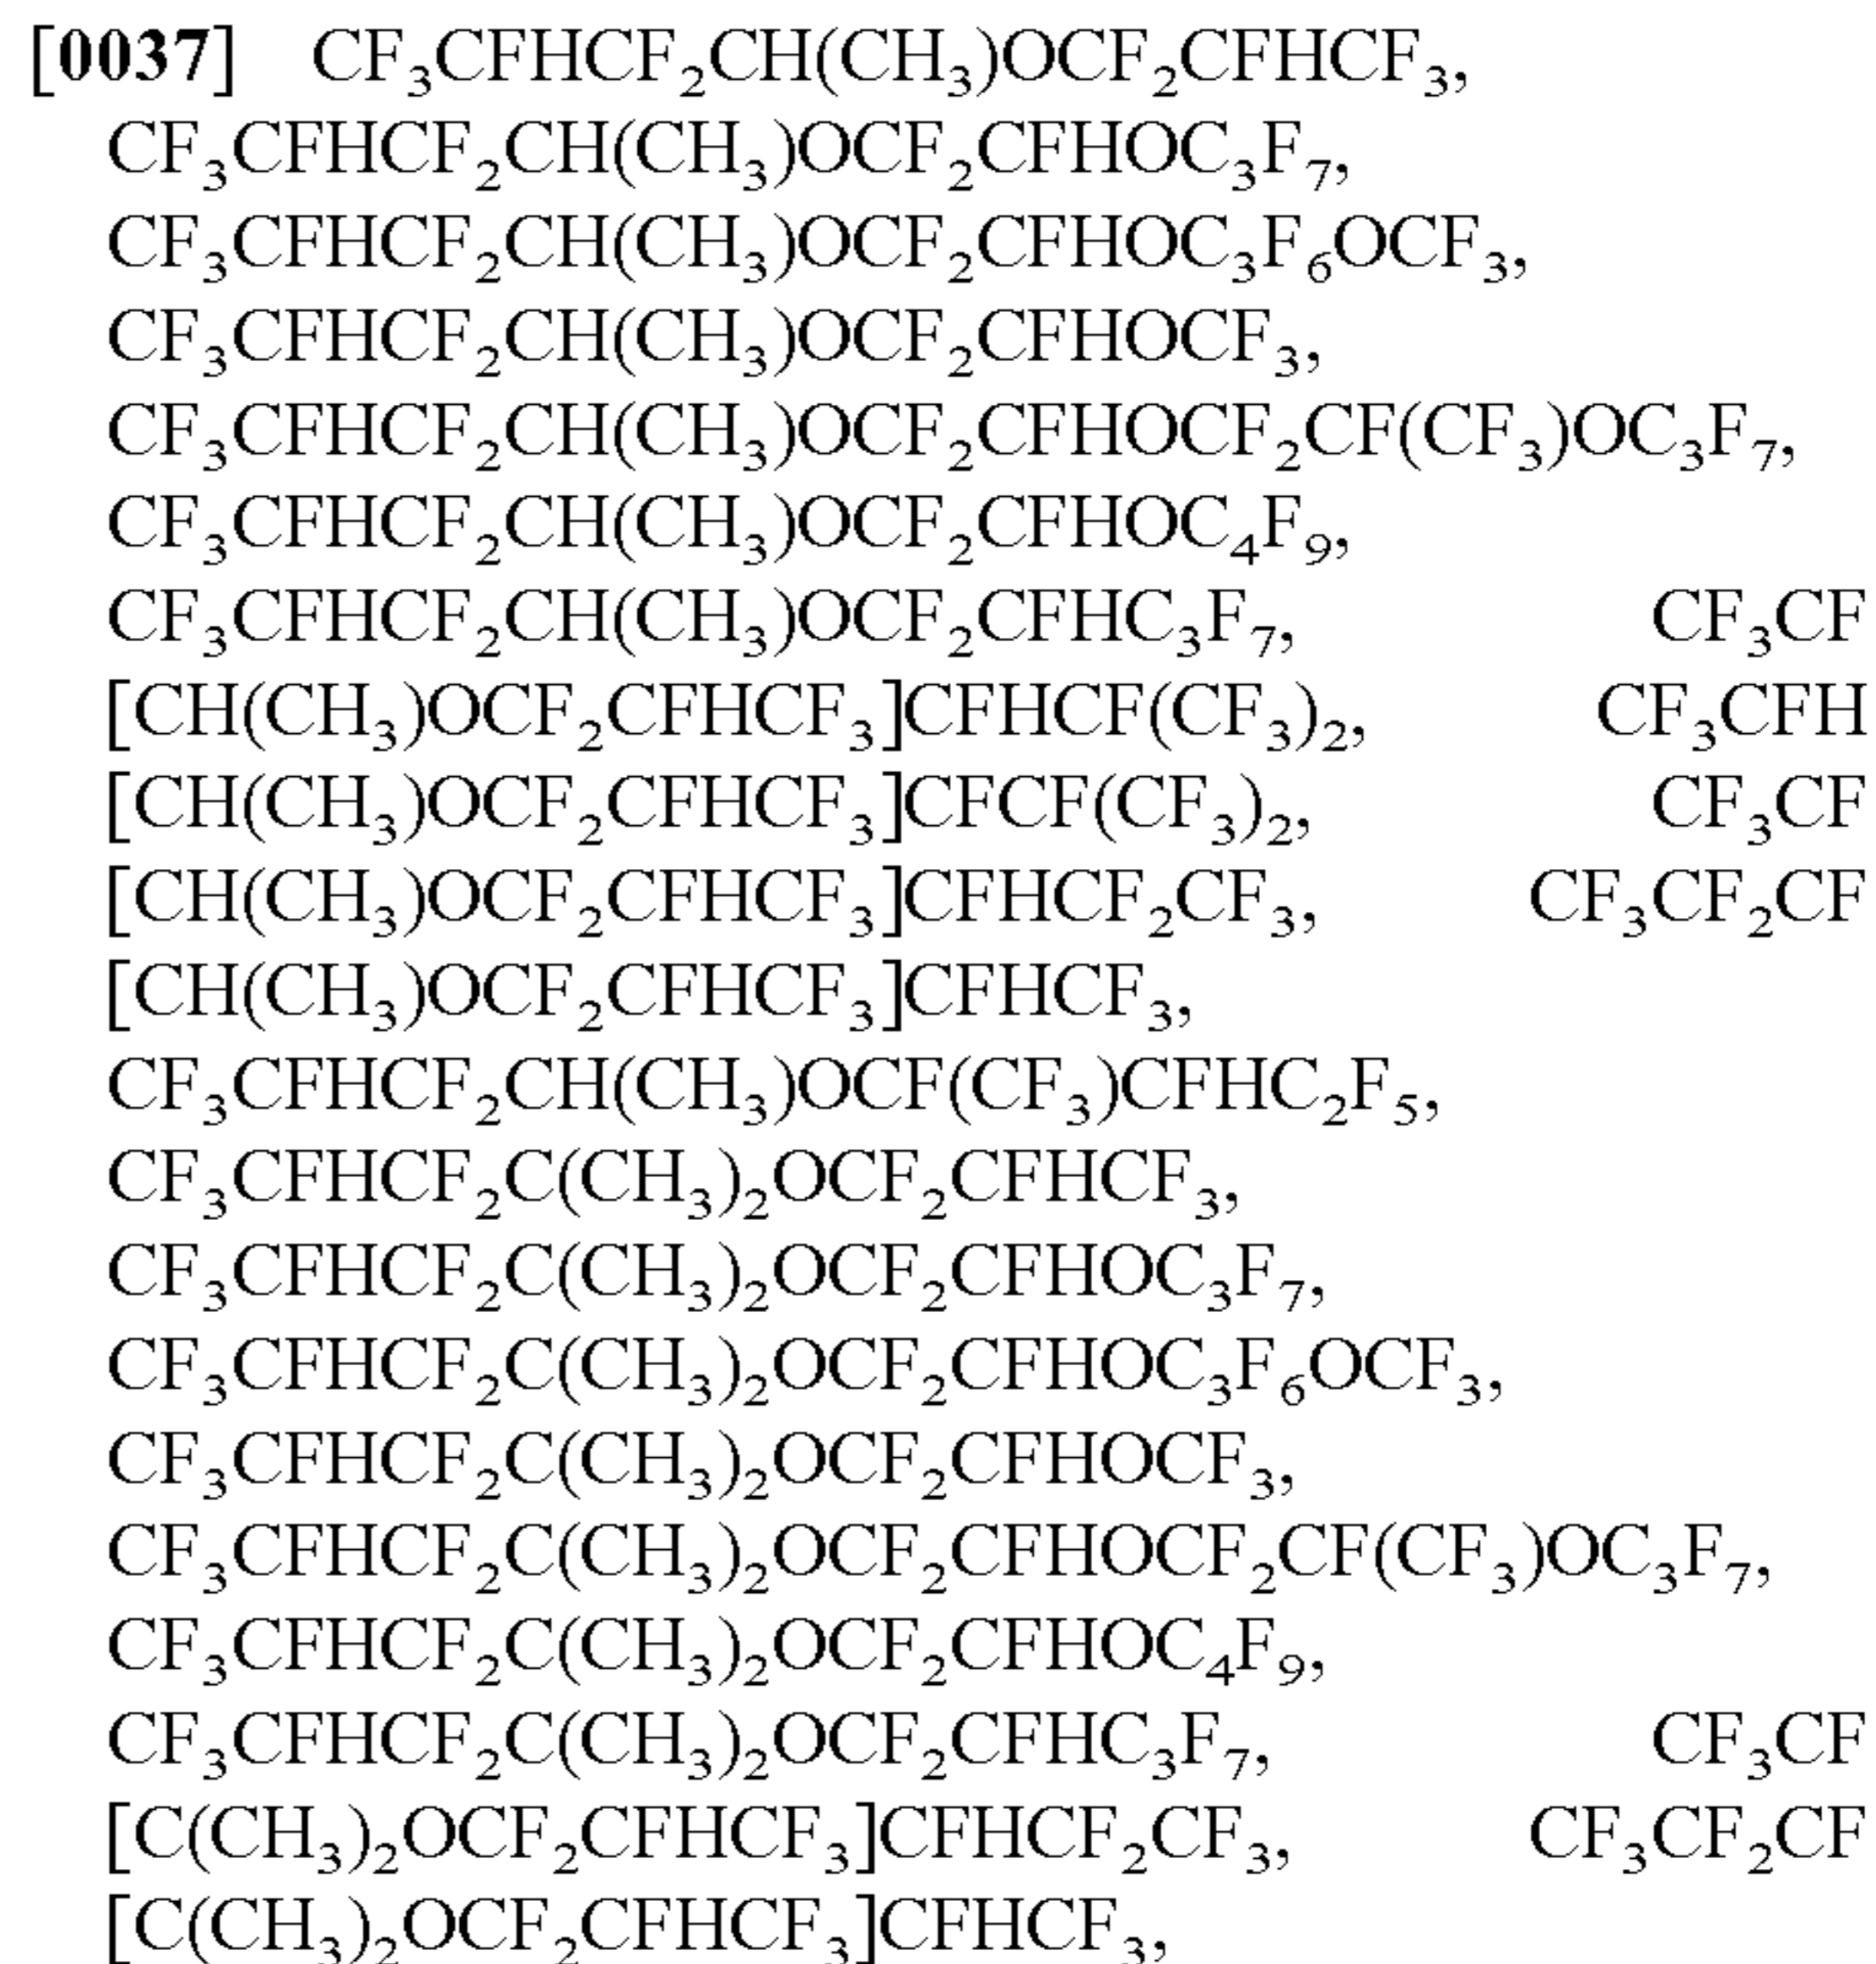 [0037] CF₃CFHCF₂CH(CH₃)OCF₂CFHCF₃,
CF₃CFHCF₂CH(CH₃)OCF₂CFHOC₃F₇,
CF₃CFHCF₂CH(CH₃)OCF₂CFHOC₃F₆OCF₃,
CF₃CFHCF₂CH(CH₃)OCF₂CFHOCF₃,
CF₃CFHCF₂CH(CH₃)OCF₂CFHOCF₂CF(CF₃)OC₃F₇,
CF₃CFHCF₂CH(CH₃)OCF₂CFHOC₄F₉,
CF₃CFHCF₂CH(CH₃)OCF₂CFHC₃F₇, CF₃CF
[CH(CH₃)OCF₂CFHCF₃]CFHCF(CF₃)₂, CF₃CFH
[CH(CH₃)OCF₂CFHCF₃]CFCF(CF₃)₂, CF₃CF
[CH(CH₃)OCF₂CFHCF₃]CFHCF₂CF₃, CF₃CF₂CF
[CH(CH₃)OCF₂CFHCF₃]CFHCF₃,
CF₃CFHCF₂CH(CH₃)OCF(CF₃)CFHC₂F₅,
CF₃CFHCF₂C(CH₃)₂OCF₂CFHCF₃,
CF₃CFHCF₂C(CH₃)₂OCF₂CFHOC₃F₇,
CF₃CFHCF₂C(CH₃)₂OCF₂CFHOC₃F₆OCF₃,
CF₃CFHCF₂C(CH₃)₂OCF₂CFHOCF₃,
CF₃CFHCF₂C(CH₃)₂OCF₂CFHOCF₂CF(CF₃)OC₃F₇,
CF₃CFHCF₂C(CH₃)₂OCF₂CFHOC₄F₉,
CF₃CFHCF₂C(CH₃)₂OCF₂CFHC₃F₇, CF₃CF
[C(CH₃)₂OCF₂CFHCF₃]CFHCF₂CF₃, CF₃CF₂CF
[C(CH₃)₂OCF₂CFHCF₃]CFHCF₃,